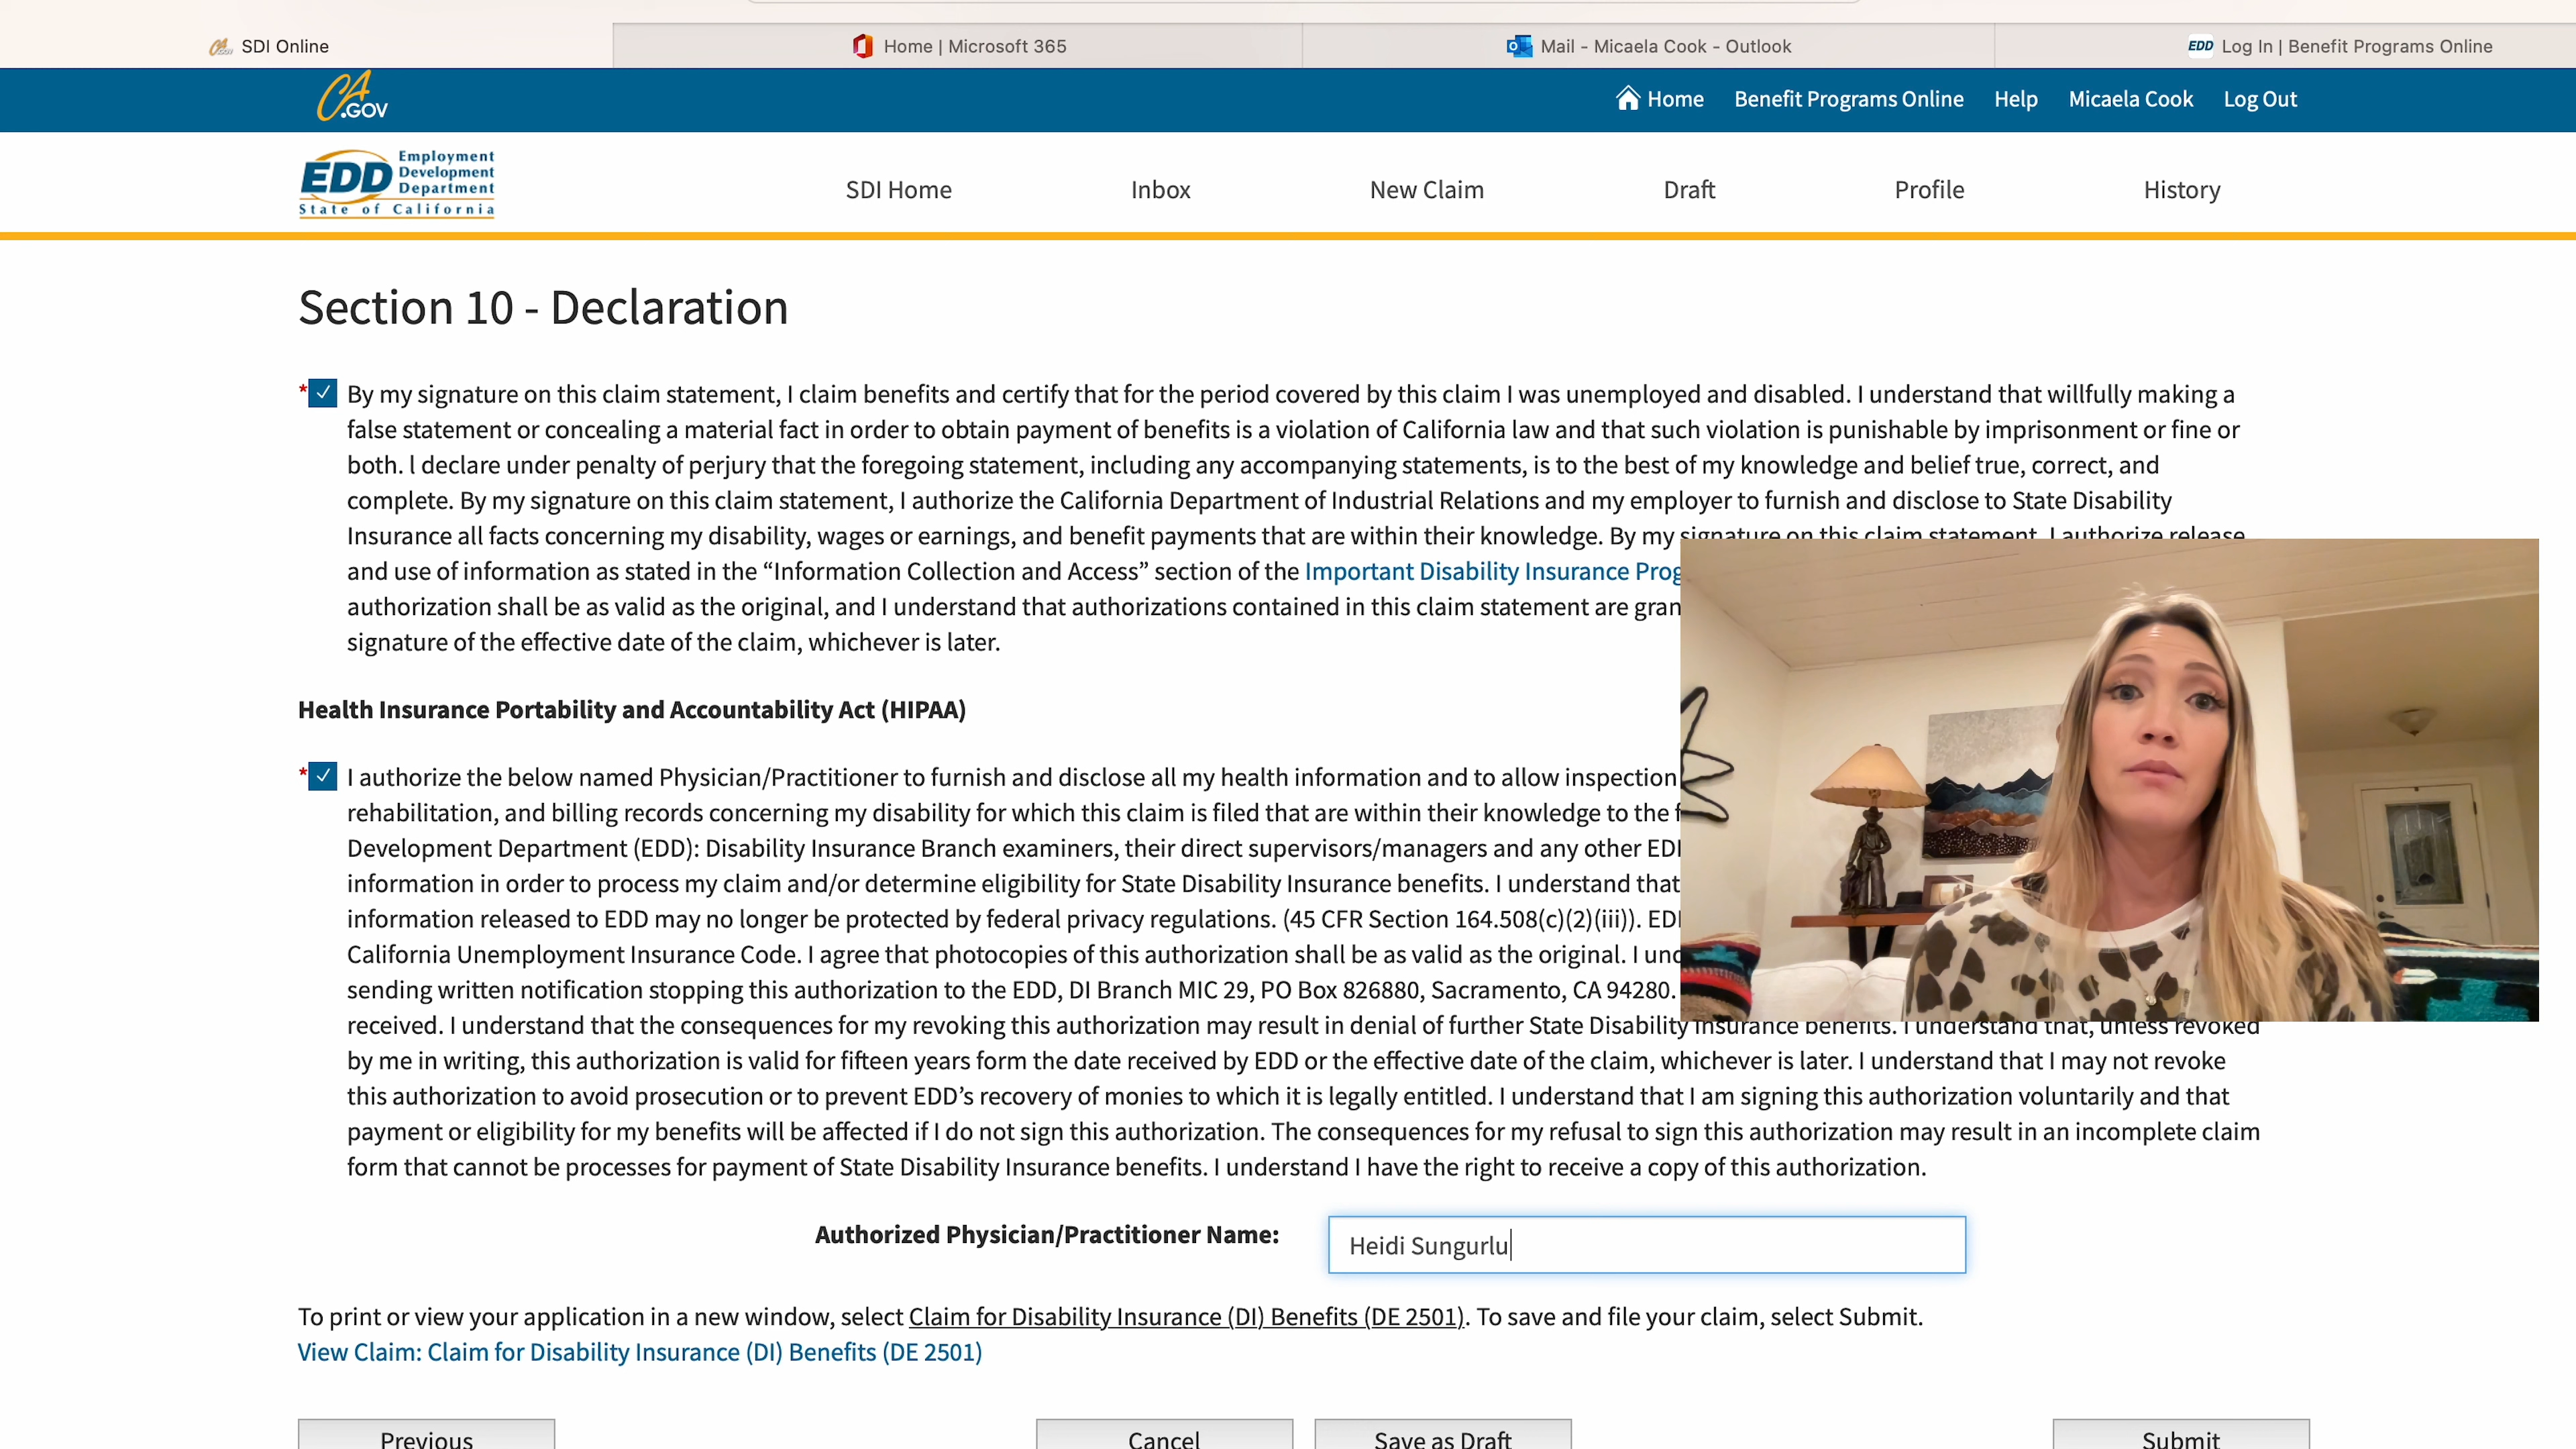 SDI Online
Home | Microsoft 365
Mail - Micaela Cook - Outlook
EDD Log In | Benefit Programs Online
CA.GOV
Home Benefit Programs Online Help Micaela Cook Log Out
EDD Employment
Development
Department
State of California
SDI Home Inbox New Claim Draft Profile History
Section 10 - Declaration
* By my signature on this claim statement, I claim benefits and certify that for the period covered by this claim I was unemployed and disabled. I understand that willfully making a
false statement or concealing a material fact in order to obtain payment of benefits is a violation of California law and that such violation is punishable by imprisonment or fine or
both. l declare under penalty of perjury that the foregoing statement, including any accompanying statements, is to the best of my knowledge and belief true, correct, and
complete. By my signature on this claim statement, I authorize the California Department of Industrial Relations and my employer to furnish and disclose to State Disability
Insurance all facts concerning my disability, wages or earnings, and benefit payments that are within their knowledge. By my signature on this claim statement, I authorize release
and use of information as stated in the “Information Collection and Access” section of the Important Disability Insurance Prog
authorization shall be as valid as the original, and I understand that authorizations contained in this claim statement are gran
signature of the effective date of the claim, whichever is later.
Health Insurance Portability and Accountability Act (HIPAA)
* I authorize the below named Physician/Practitioner to furnish and disclose all my health information and to allow inspection
rehabilitation, and billing records concerning my disability for which this claim is filed that are within their knowledge to the
Development Department (EDD): Disability Insurance Branch examiners, their direct supervisors/managers and any other
information in order to process my claim and/or determine eligibility for State Disability Insurance benefits. I understand that
information released to EDD may no longer be protected by federal privacy regulations. (45 CFR Section 164.508(c)(2)(iii)).
California Unemployment Insurance Code. I agree that photocopies of this authorization shall be as valid as the original. I
sending written notification stopping this authorization to the EDD, DI Branch MIC 29, PO Box 826880, Sacramento, CA 94280.
received. I understand that the consequences for my revoking this authorization may result in denial of further State Disability Insurance benefits. I understand that, unless revoked
by me in writing, this authorization is valid for fifteen years form the date received by EDD or the effective date of the claim, whichever is later. I understand that I may not revoke
this authorization to avoid prosecution or to prevent EDD’s recovery of monies to which it is legally entitled. I understand that I am signing this authorization voluntarily and that
payment or eligibility for my benefits will be affected if I do not sign this authorization. The consequences for my refusal to sign this authorization may result in an incomplete claim
form that cannot be processes for payment of State Disability Insurance benefits. I understand I have the right to receive a copy of this authorization.
Authorized Physician/Practitioner Name: Heidi Sungurlu
To print or view your application in a new window, select Claim for Disability Insurance (DI) Benefits (DE 2501). To save and file your claim, select Submit.
View Claim: Claim for Disability Insurance (DI) Benefits (DE 2501)
Previous Cancel Save as Draft Submit